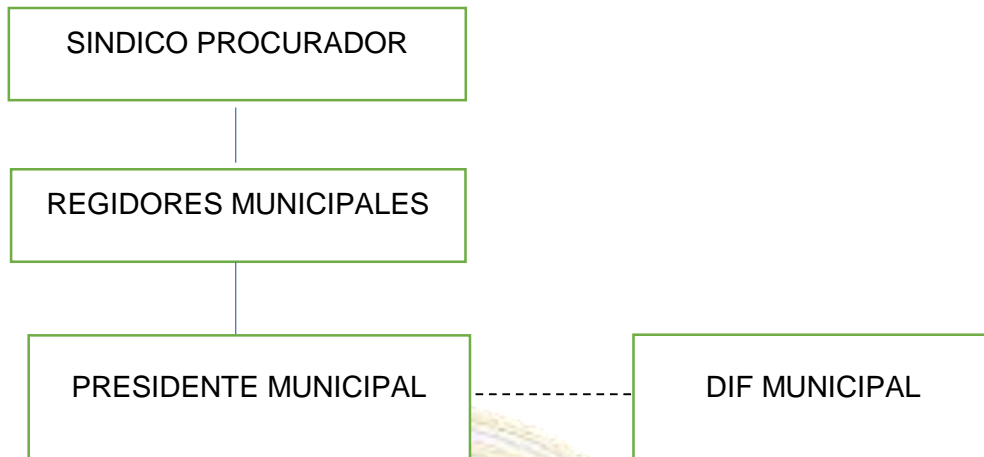 SINDICO PROCURADOR
REGIDORES MUNICIPALES
PRESIDENTE MUNICIPAL
DIF MUNICIPAL